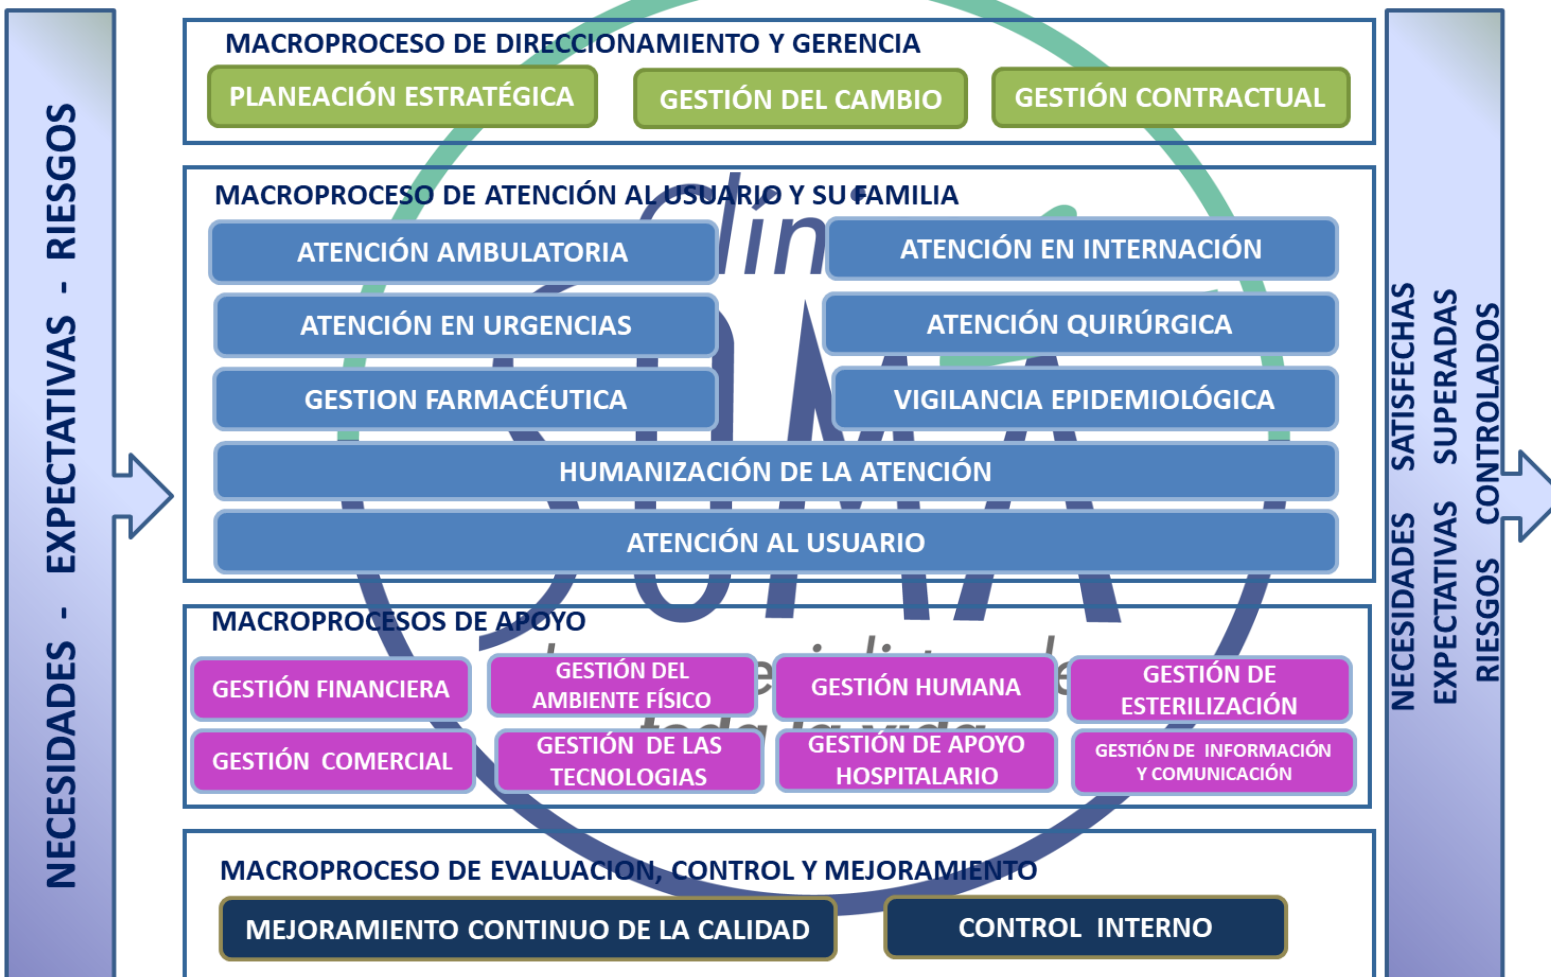 NECESIDADES - EXPECTATIVAS - RIESGOS
MACROPROCESO DE DIRECCIONAMIENTO Y GERENCIA
PLANEACIÓN ESTRATÉGICA
GESTIÓN DEL CAMBIO
GESTIÓN CONTRACTUAL
MACROPROCESO DE ATENCIÓN AL USUARIO Y SU FAMILIA
ATENCIÓN AMBULATORIA
ATENCIÓN EN INTERNACIÓN
ATENCIÓN EN URGENCIAS
ATENCIÓN QUIRÚRGICA
GESTION FARMACÉUTICA
VIGILANCIA EPIDEMIOLÓGICA
HUMANIZACIÓN DE LA ATENCIÓN
ATENCIÓN AL USUARIO
MACROPROCESOS DE APOYO
GESTIÓN FINANCIERA
GESTIÓN DEL
AMBIENTE FÍSICO
GESTIÓN HUMANA
GESTIÓN DE
ESTERILIZACIÓN
GESTIÓN COMERCIAL
GESTIÓN DE LAS
TECNOLOGIAS
GESTIÓN DE APOYO
HOSPITALARIO
GESTIÓN DE INFORMACIÓN
Y COMUNICACIÓN
toda la vida
MACROPROCESO DE EVALUACION, CONTROL Y MEJORAMIENTO
MEJORAMIENTO CONTINUO DE LA CALIDAD
CONTROL INTERNO
NECESIDADES SATISFECHAS
EXPECTATIVAS SUPERADAS
RIESGOS CONTROLADOS